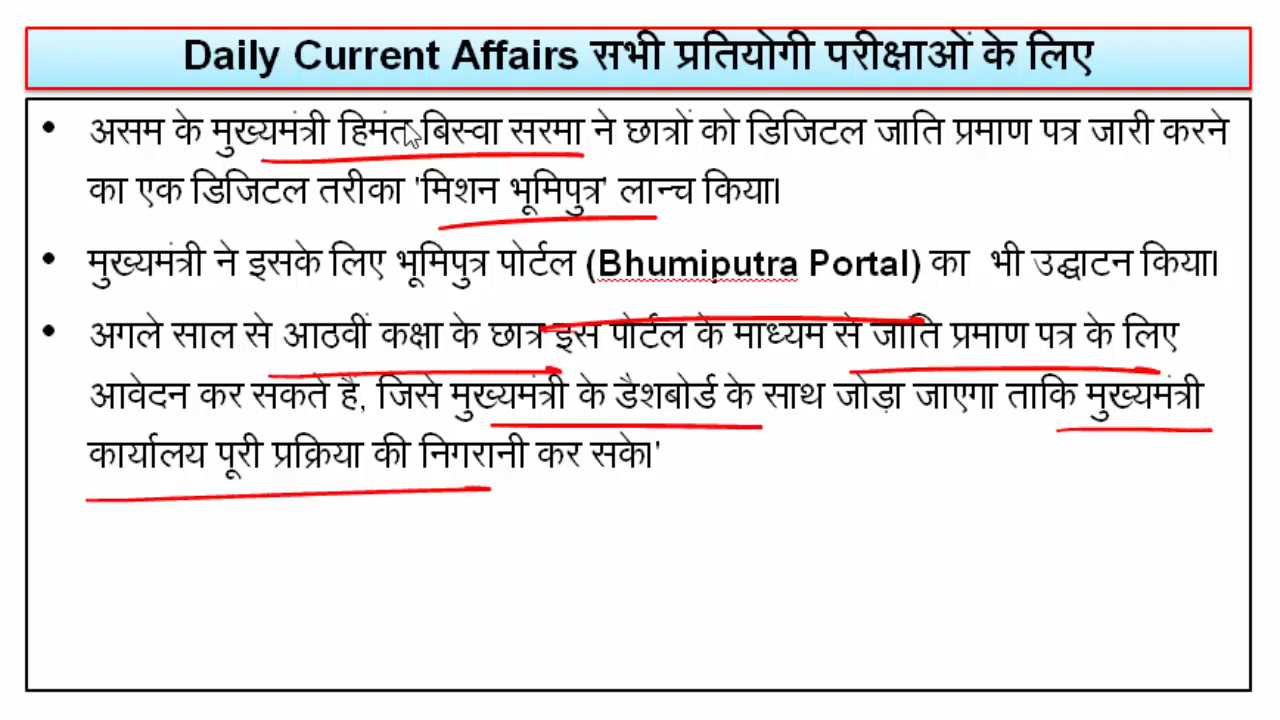 Daily Current Affairs सभी प्रतियोगी परीक्षाओं के लिए
• असम के मुख्यमंत्री हिमंत बिस्वा सरमा ने छात्रों को डिजिटल जाति प्रमाण पत्र जारी करने
का एक डिजिटल तरीका 'मिशन भूमिपुत्र' लान्च किया।
• मुख्यमंत्री ने इसके लिए भूमिपुत्र पोर्टल (Bhumiputra Portal) का भी उद्घाटन किया।
• अगले साल से आठवीं कक्षा के छात्र इस पोर्टल के माध्यम से जाति प्रमाण पत्र के लिए
आवेदन कर सकते हैं, जिसे मुख्यमंत्री के डैशबोर्ड के साथ जोड़ा जाएगा ताकि मुख्यमंत्री
कार्यालय पूरी प्रक्रिया की निगरानी कर सके।'